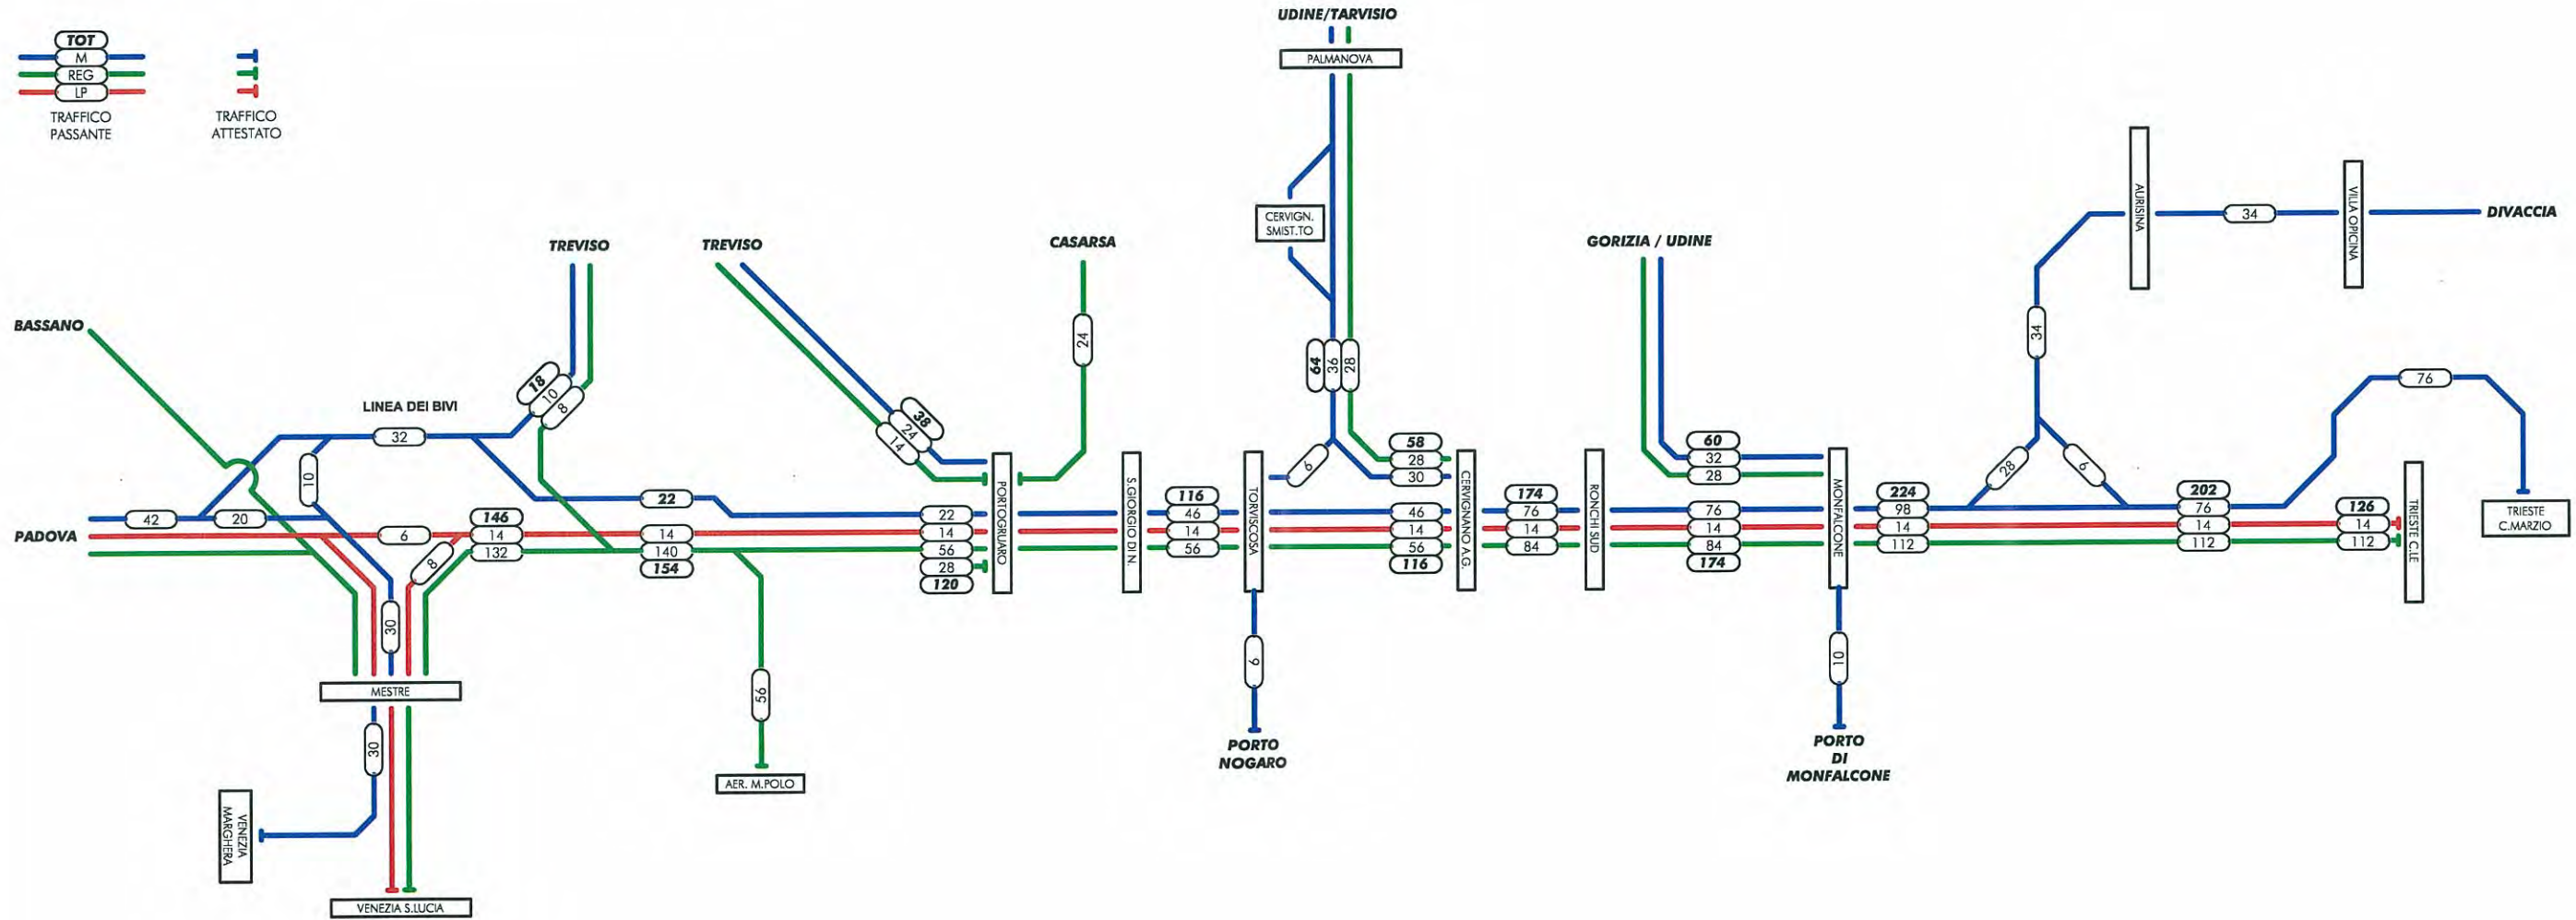 TOT
M
REG
LP
TRAFFICO
PASSANTE
TRAFFICO
ATTESTATO
UDINE/TARVISIO
PALMANOVA
CERVIGN.
SMIST.TO
64
36
28
BASSANO
PADOVA
LINEA DEI BIVI
TREVISO
18
10
8
32
10
42
20
6
8
146
14
132
30
MESTRE
30
VENEZIA
MARGHERA
VENEZIA S.LUCIA
22
14
140
154
56
AER. M.POLO
TREVISO
38
24
14
CASARSA
24
22
14
56
28
120
PORTOGRUARO
S.GIORGIO DI N.
116
46
14
56
TORVISCOSA
6
6
PORTO
NOGARO
58
28
30
46
14
56
116
CERVIGNANO A.G.
174
76
14
84
RONCHI SUD
GORIZIA / UDINE
60
32
28
76
14
84
174
MONFALCONE
10
PORTO
DI
MONFALCONE
224
98
14
112
28
6
34
AURISINA
34
VILLA OPICINA
DIVACCIA
202
76
14
112
76
126
14
112
TRIESTE C.LE
TRIESTE
C.MARZIO